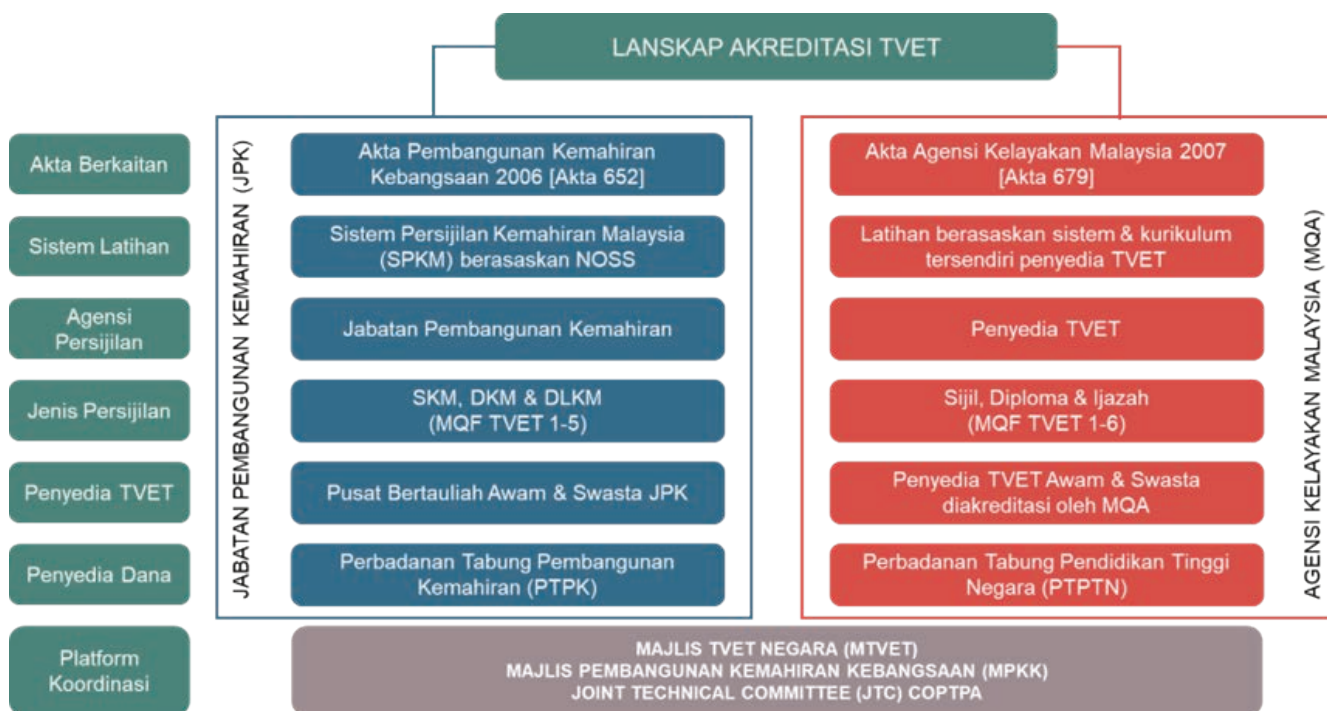 LANSKAP AKREDITASI TVET
JABATAN PEMBANGUNAN KEMAHIRAN (JPK)
AGENSI KELAYAKAN MALAYSIA (MQA)
Akta Berkaitan
Akta Pembangunan Kemahiran
Kebangsaan 2006 [Akta 652]
Akta Agensi Kelayakan Malaysia 2007
[Akta 679]
Sistem Latihan
Sistem Persijilan Kemahiran Malaysia
(SPKM) berasaskan NOSS
Latihan berasaskan sistem & kurikulum
tersendiri penyedia TVET
Agensi
Persijilan
Jabatan Pembangunan Kemahiran
Penyedia TVET
Jenis Persijilan
SKM, DKM & DLKM
(MQF TVET 1-5)
Sijil, Diploma & Ijazah
(MQF TVET 1-6)
Penyedia TVET
Pusat Bertauliah Awam & Swasta JPK
Penyedia TVET Awam & Swasta
diakreditasi oleh MQA
Penyedia Dana
Perbadanan Tabung Pembangunan
Kemahiran (PTPK)
Perbadanan Tabung Pendidikan Tinggi
Negara (PTPTN)
Platform
Koordinasi
MAJLIS TVET NEGARA (MTVET)
MAJLIS PEMBANGUNAN KEMAHIRAN KEBANGSAAN (MPKK)
JOINT TECHNICAL COMMITTEE (JTC) COPTPA